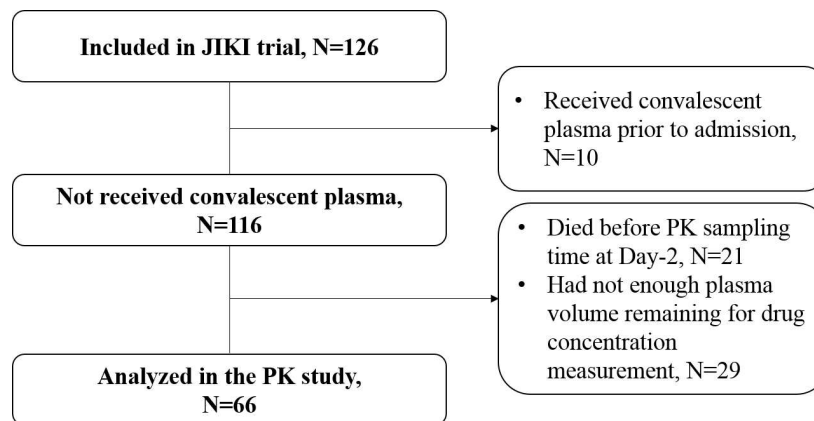 Included in JIKI trial, N=126
• Received convalescent
plasma prior to admission,
N=10
Not received convalescent plasma,
N=116
• Died before PK sampling
time at Day-2, N=21
• Had not enough plasma
volume remaining for drug
concentration
measurement, N=29
Analyzed in the PK study,
N=66